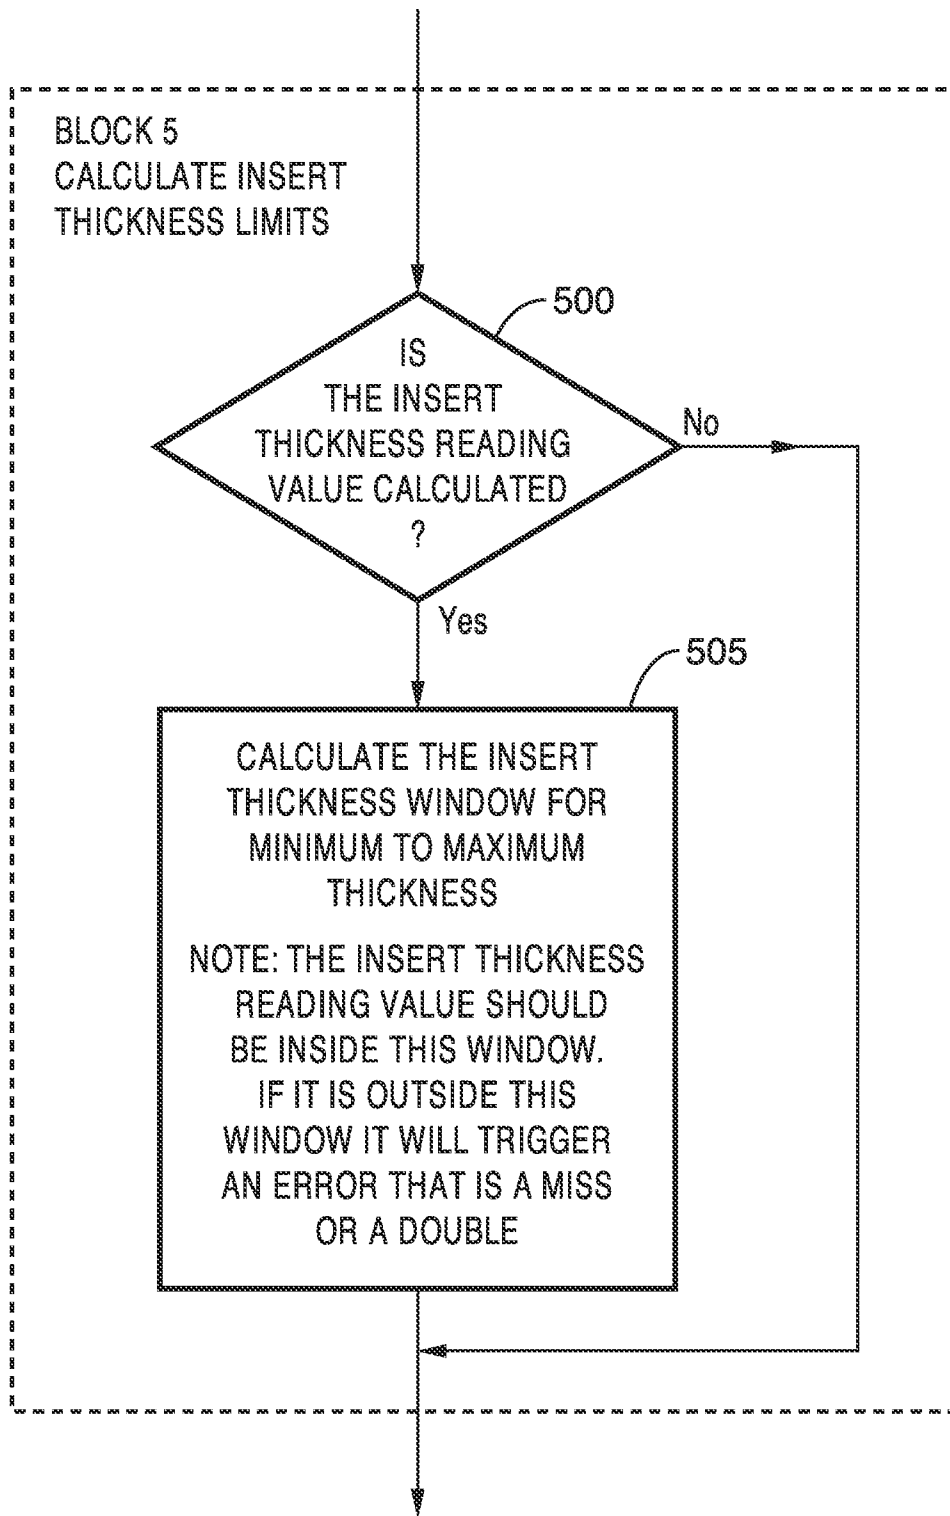 BLOCK 5
CALCULATE INSERT
THICKNESS LIMITS
500
IS
THE INSERT
THICKNESS READING
VALUE CALCULATED
?
No
Yes
505
CALCULATE THE INSERT
THICKNESS WINDOW FOR
MINIMUM TO MAXIMUM
THICKNESS
NOTE: THE INSERT THICKNESS
READING VALUE SHOULD
BE INSIDE THIS WINDOW.
IF IT IS OUTSIDE THIS
WINDOW IT WILL TRIGGER
AN ERROR THAT IS A MISS
OR A DOUBLE